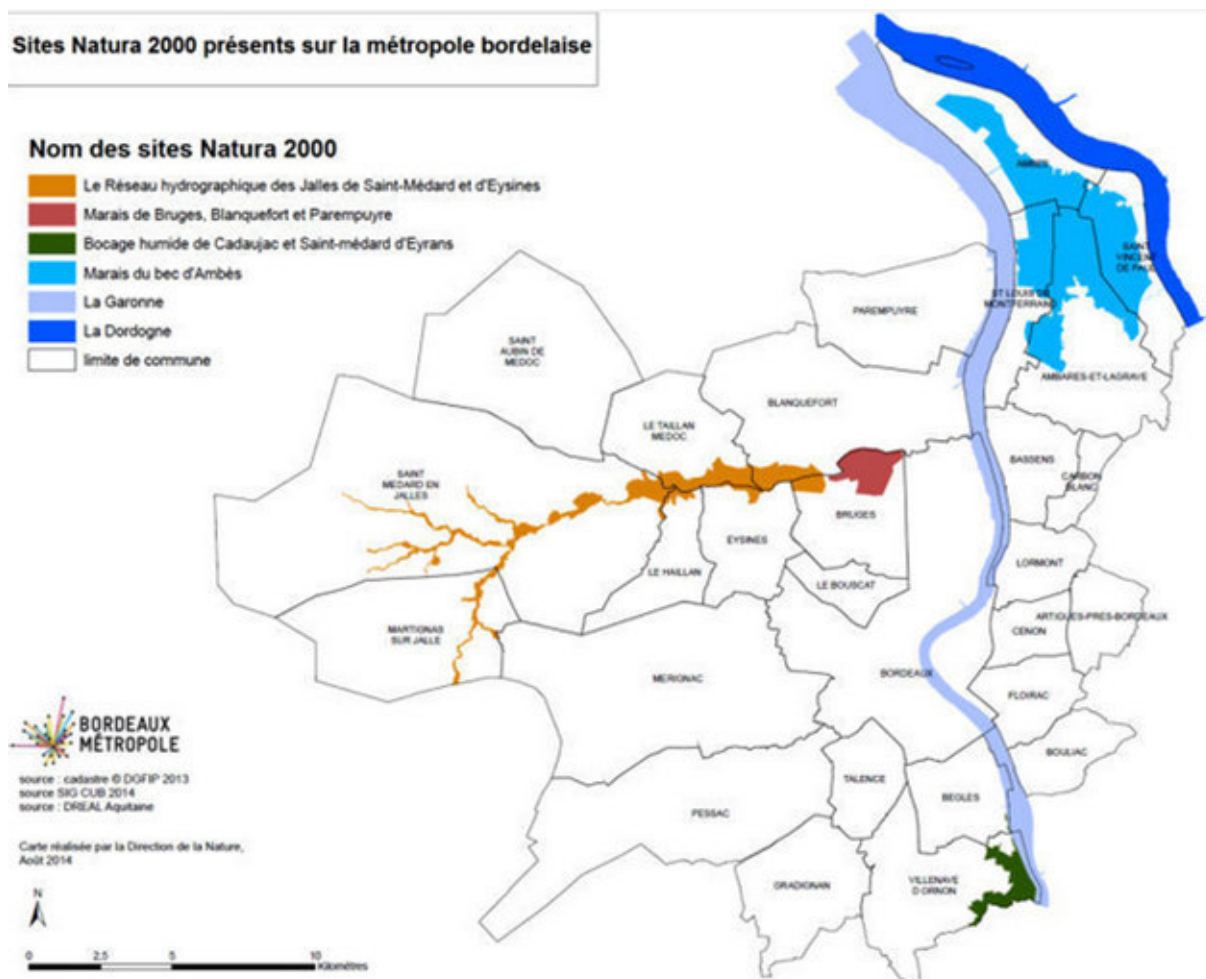 Sites Natura 2000 présents sur la métropole bordelaise
Nom des sites Natura 2000
Le Réseau hydrographique des Jalles de Saint-Médard et d'Eysines
Marais de Bruges, Blanquefort et Parempuyre
Bocage humide de Cadaujac et Saint-médard d'Eyrans
Marais du bec d'Ambès
La Garonne
La Dordogne
limite de commune
AMBES
SAINT
VINCENT
DE PAUL
ST LOUIS DE
MONTFERRAND
PAREMPUYRE
SAINT
AUBIN DE
MEDOC
AMBARES-ET-LAGRAVE
BLANQUEFORT
LE TAILLAN
MEDOC
BASSENS
CARBON
BLANC
SAINT
MEDARD EN
JALLES
BRUGES
EYSINES
LE HAILLAN
LE BOUSCAT
LORMONT
ARTIGUES-PRES-BORDEAUX
CENON
MARTIGNAS
SUR JALLE
MERIGNAC
BORDEAUX
FLOIRAC
BOULIAC
TALENCE
BEGLES
PESSAC
GRADIGNAN
VILLENAVE
D ORNON
BORDEAUX
MÉTROPOLE
source : cadastre © DGFIP 2013
source SIG CUB 2014
source : DREAL Aquitaine
Carte réalisée par la Direction de la Nature,
Août 2014
N
0 2,5 5 10
Kilomètres